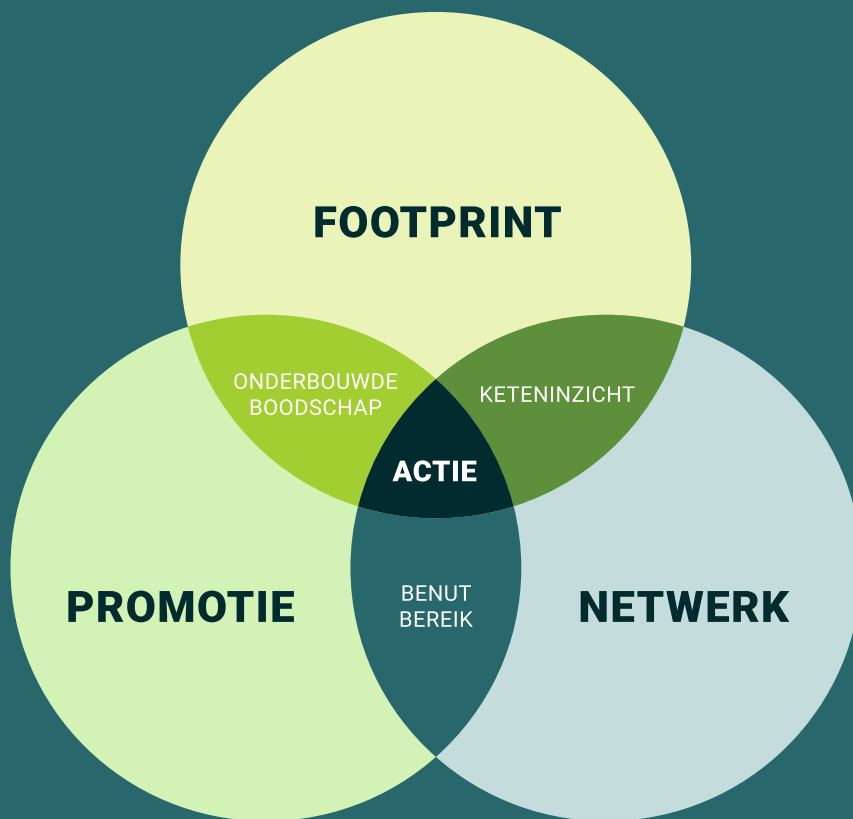 FOOTPRINT
ONDERBOUWDE
BOODSCHAP
KETENINZICHT
ACTIE
PROMOTIE
BENUT
BEREIK
NETWERK